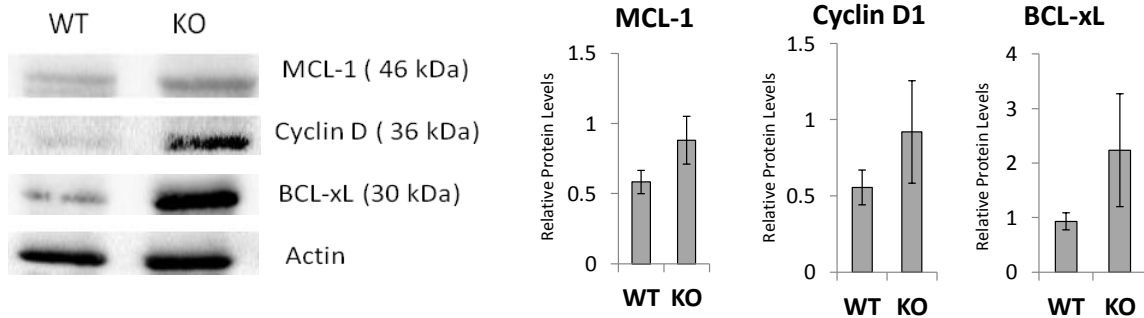 WT KO
MCL-1 ( 46 kDa)
Cyclin D ( 36 kDa)
BCL-xL (30 kDa)
Actin
MCL-1
Relative Protein Levels
1.5
1
0.5
0
WT KO
Cyclin D1
Relative Protein Levels
1.5
1
0.5
0
WT KO
BCL-xL
Relative Protein Levels
4
3
2
1
0
WT KO